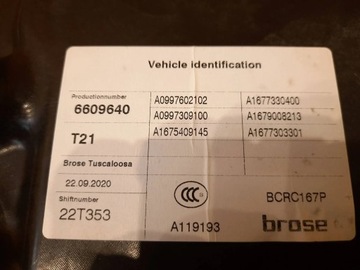 Vehicle identification
Productionnumber
6609640
A0997602102 A1677330400
A0997309100 A1679008213
T21
A1675409145 A1677303301
Brose Tuscaloosa
22.09.2020
Shiftnumber
22T353
CCC
A119193
BCRC167P
brose